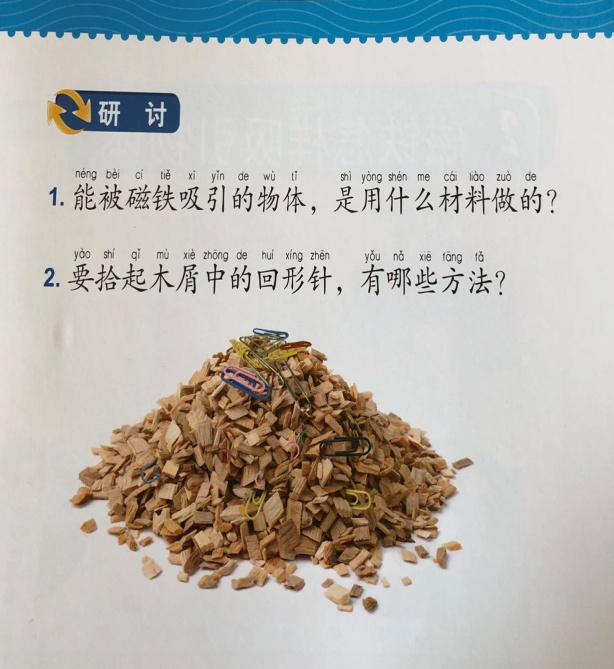 研 讨
néng bèi cí tiě xī yǐn de wù tǐ shì yòng shén me cái liào zuò de
1. 能被磁铁吸引的物体，是用什么材料做的？
yào shí qǐ mù xiè zhōng de huí xíng zhēn yǒu nǎ xiē fāng fǎ
2. 要拾起木屑中的回形针，有哪些方法？